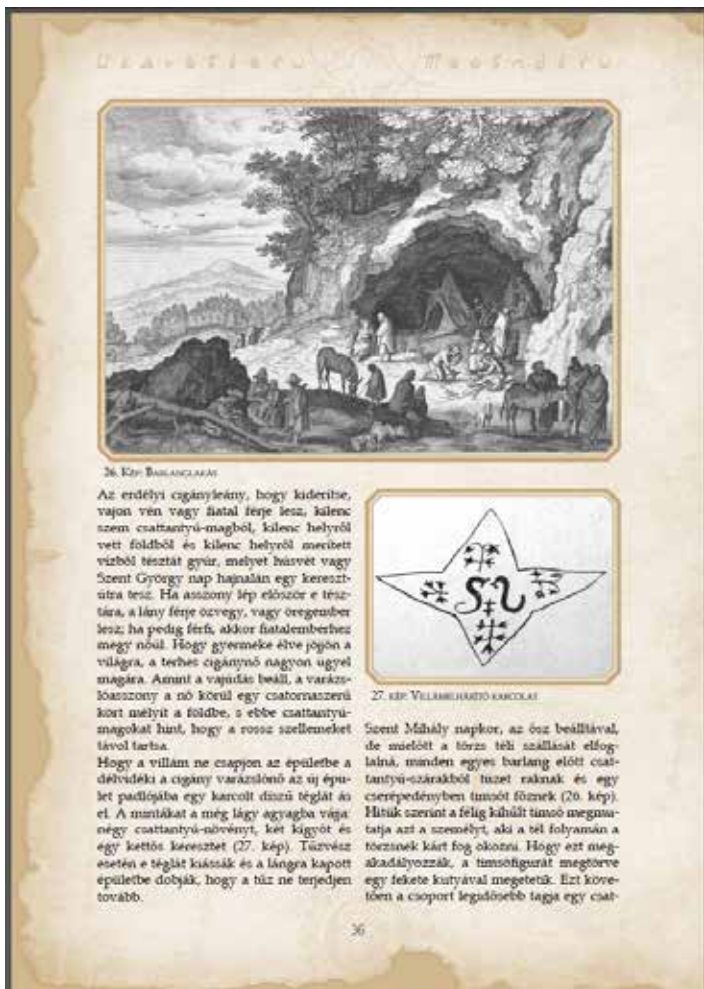 26. Kép: Barlanglakás
Az erdélyi cigányleány, hogy kiderítse,
vajon vén vagy fiatal férje lesz, kilenc
szem csattantyú-magból, kilenc helyről
vett földből és kilenc helyről merített
vízből tésztát gyúr, melyet húsvét vagy
Szent György nap hajnalán egy kereszt-
útra tesz. Ha asszony lép először e tész-
tára, a lány férje özvegy, vagy öregember
lesz; ha pedig férfi, akkor fiatalemberhez
megy nőül. Hogy gyermeke élve jöjjön a
világra, a terhes cigánynő nagyon ügyel
magára. Amint a vajúdás beáll, a varázs-
lóasszony a nő körül egy csatornaszerű
kört mélyít a földbe, s ebbe csattantyú-
magokat hint, hogy a rossz szellemeket
távol tartsa.
Hogy a villám ne csapjon az épületbe a
délvidéki a cigány varázslónő az új épü-
let padlójába egy karcolt díszű téglát ás
el. A mintákat a még lágy agyagba vája:
négy csattantyú-növényt, két kígyót és
egy kettős keresztet (27. kép). Tűzvész
esetén e téglát kiássák és a lángra kapott
épületbe dobják, hogy a tűz ne terjedjen
tovább.
27. kép: Villámelhárító karcolat
Szent Mihály napkor, az ősz beálltával,
de mielőtt a törzs téli szállását elfog-
lalná, minden egyes barlang előtt csat-
tantyú-szárakból tüzet raknak és egy
cserépedényben timsót főznek (26. kép).
Hitük szerint a félig kihűlt timsó megmu-
tatja azt a személyt, aki a tél folyamán a
törzsnek kárt fog okozni. Hogy ezt meg-
akadályozzák, a timsófigurát megtörve
egy fekete kutyával megetetik. Ezt köve-
tően a csoport legidősebb tagja egy csat-
36